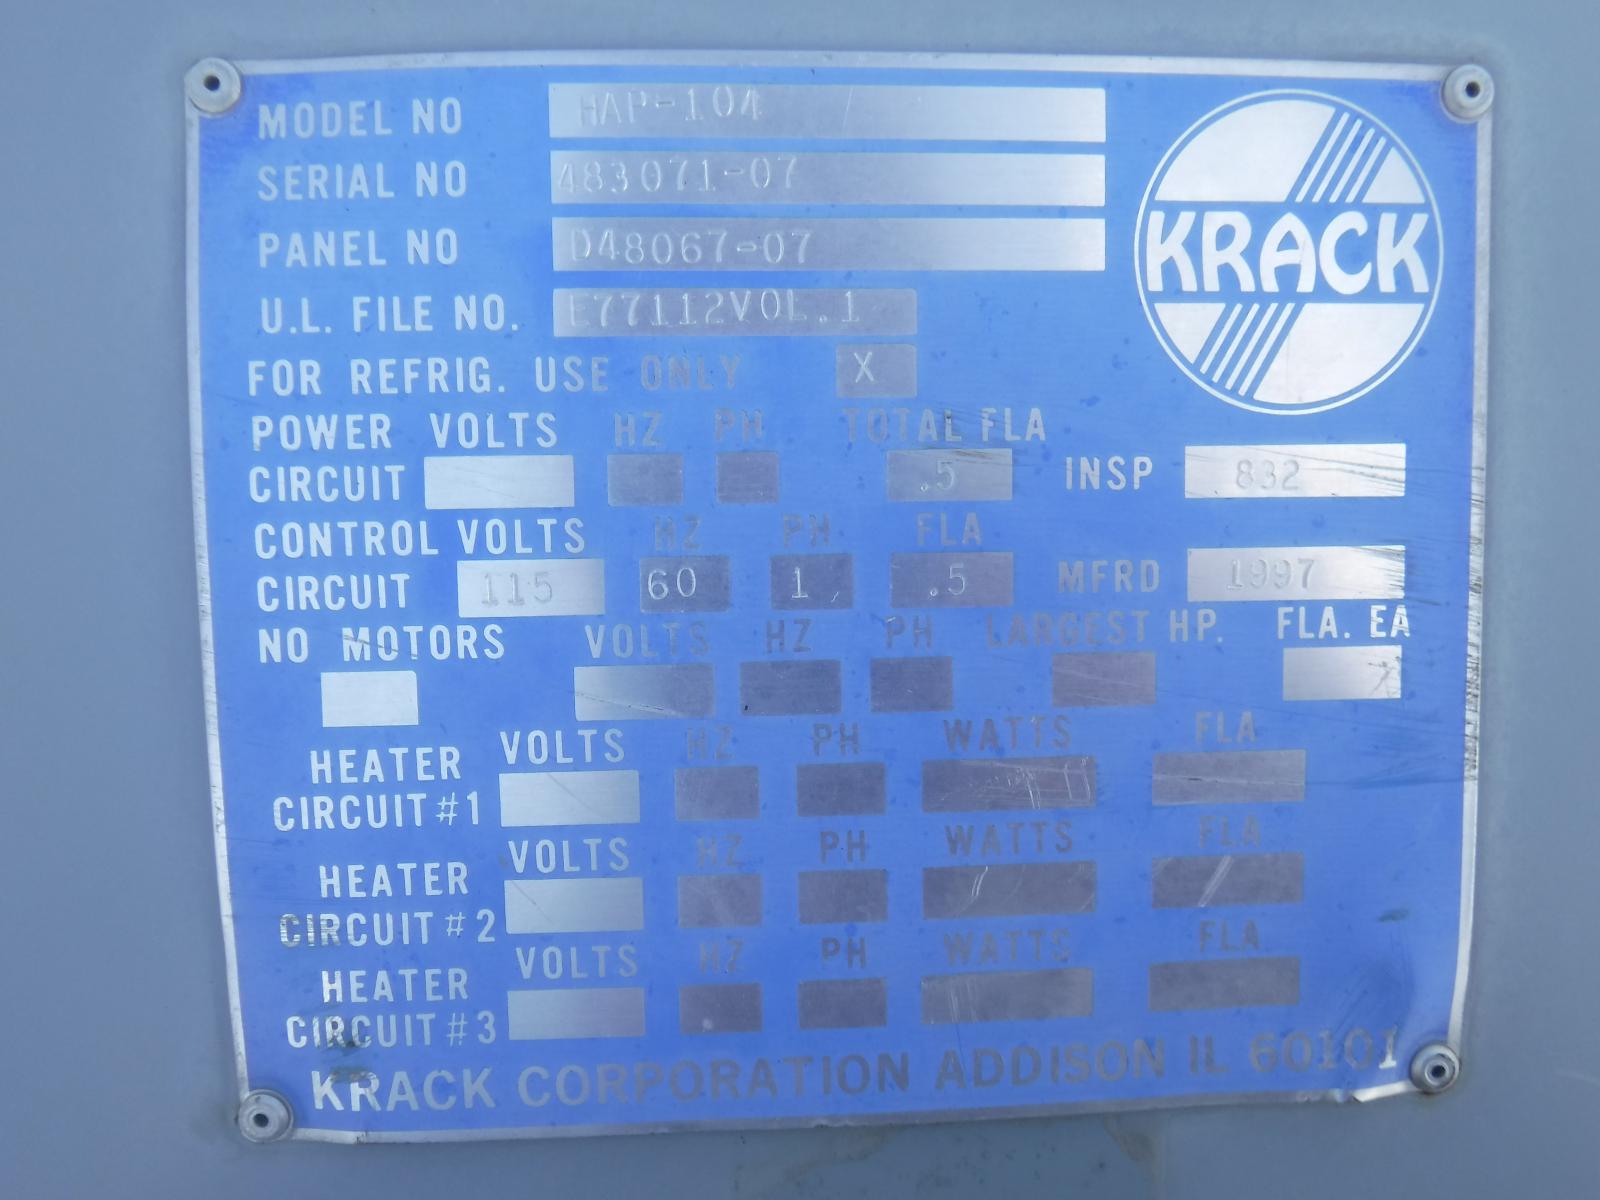 MODEL NO HAP-104
SERIAL NO 483071-07
PANEL NO D48067-07
U.L. FILE NO. E77112VOL.1
KRACK
FOR REFRIG. USE ONLY X
POWER VOLTS HZ PH TOTAL FLA
CIRCUIT .5 INSP 832
CONTROL VOLTS HZ PH FLA
CIRCUIT 115 60 1 .5 MFRD 1997
NO MOTORS VOLTS HZ PH LARGEST HP. FLA. EA
HEATER VOLTS HZ PH WATTS FLA
CIRCUIT #1
HEATER VOLTS HZ PH WATTS FLA
CIRCUIT #2
HEATER VOLTS HZ PH WATTS FLA
CIRCUIT #3
KRACK CORPORATION ADDISON IL 60101